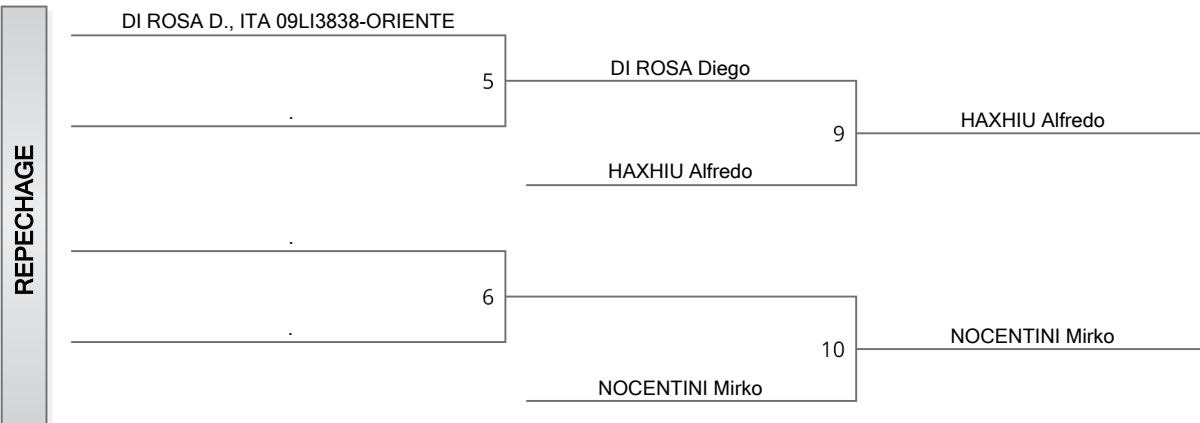 REPECHAGE
DI ROSA D., ITA 09LI3838-ORIENTE
5
.
DI ROSA Diego
9
HAXHIU Alfredo
HAXHIU Alfredo
.
6
.
10
NOCENTINI Mirko
NOCENTINI Mirko